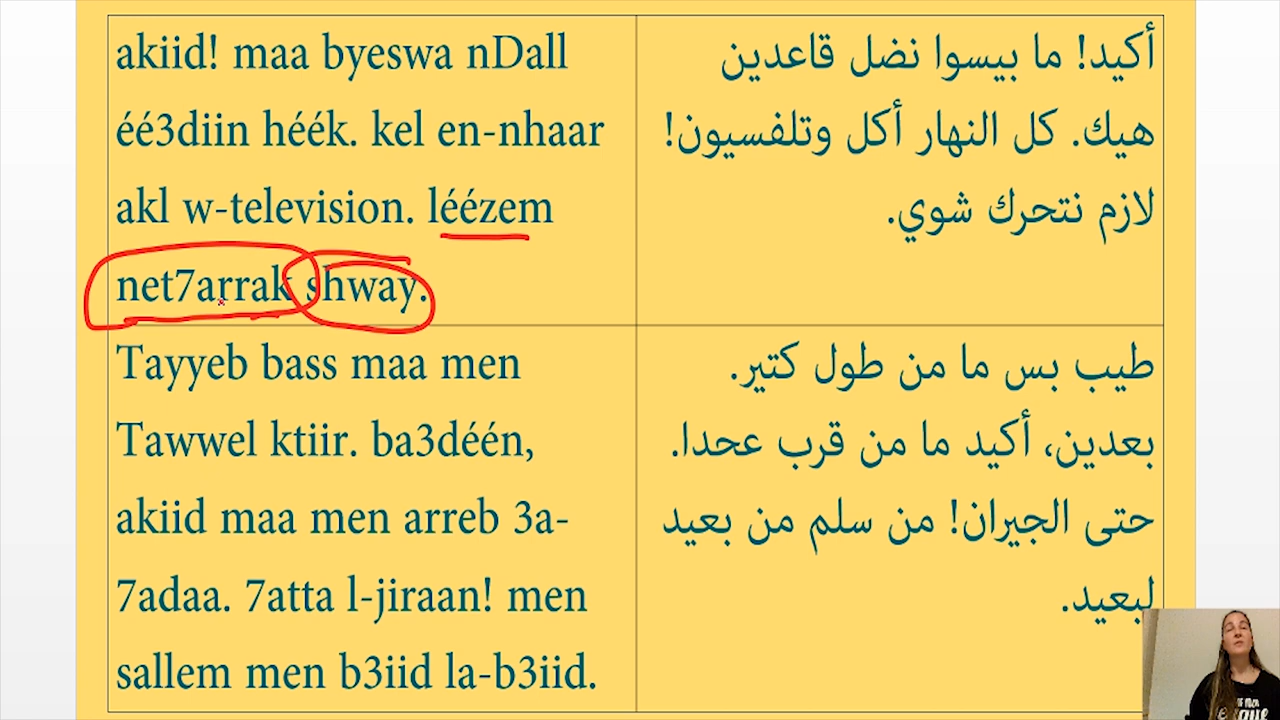 akiid! maa byeswa nDall
éé3diin héék. kel en-nhaar
akl w-television. léézem
net7arrak shway.
أكيد! ما بيسوا نضل قاعدين
هيك. كل النهار أكل وتلفسيون!
لازم نتحرك شوي.
Tayyeb bass maa men
Tawwel ktiir. ba3déén,
akiid maa men arreb 3a-
7adaa. 7atta l-jiraan! men
sallem men b3iid la-b3iid.
طيب بس ما من طول كتير.
بعدين، أكيد ما من قرب عحدا.
حتى الجيران! من سلم من بعيد
لبعيد.